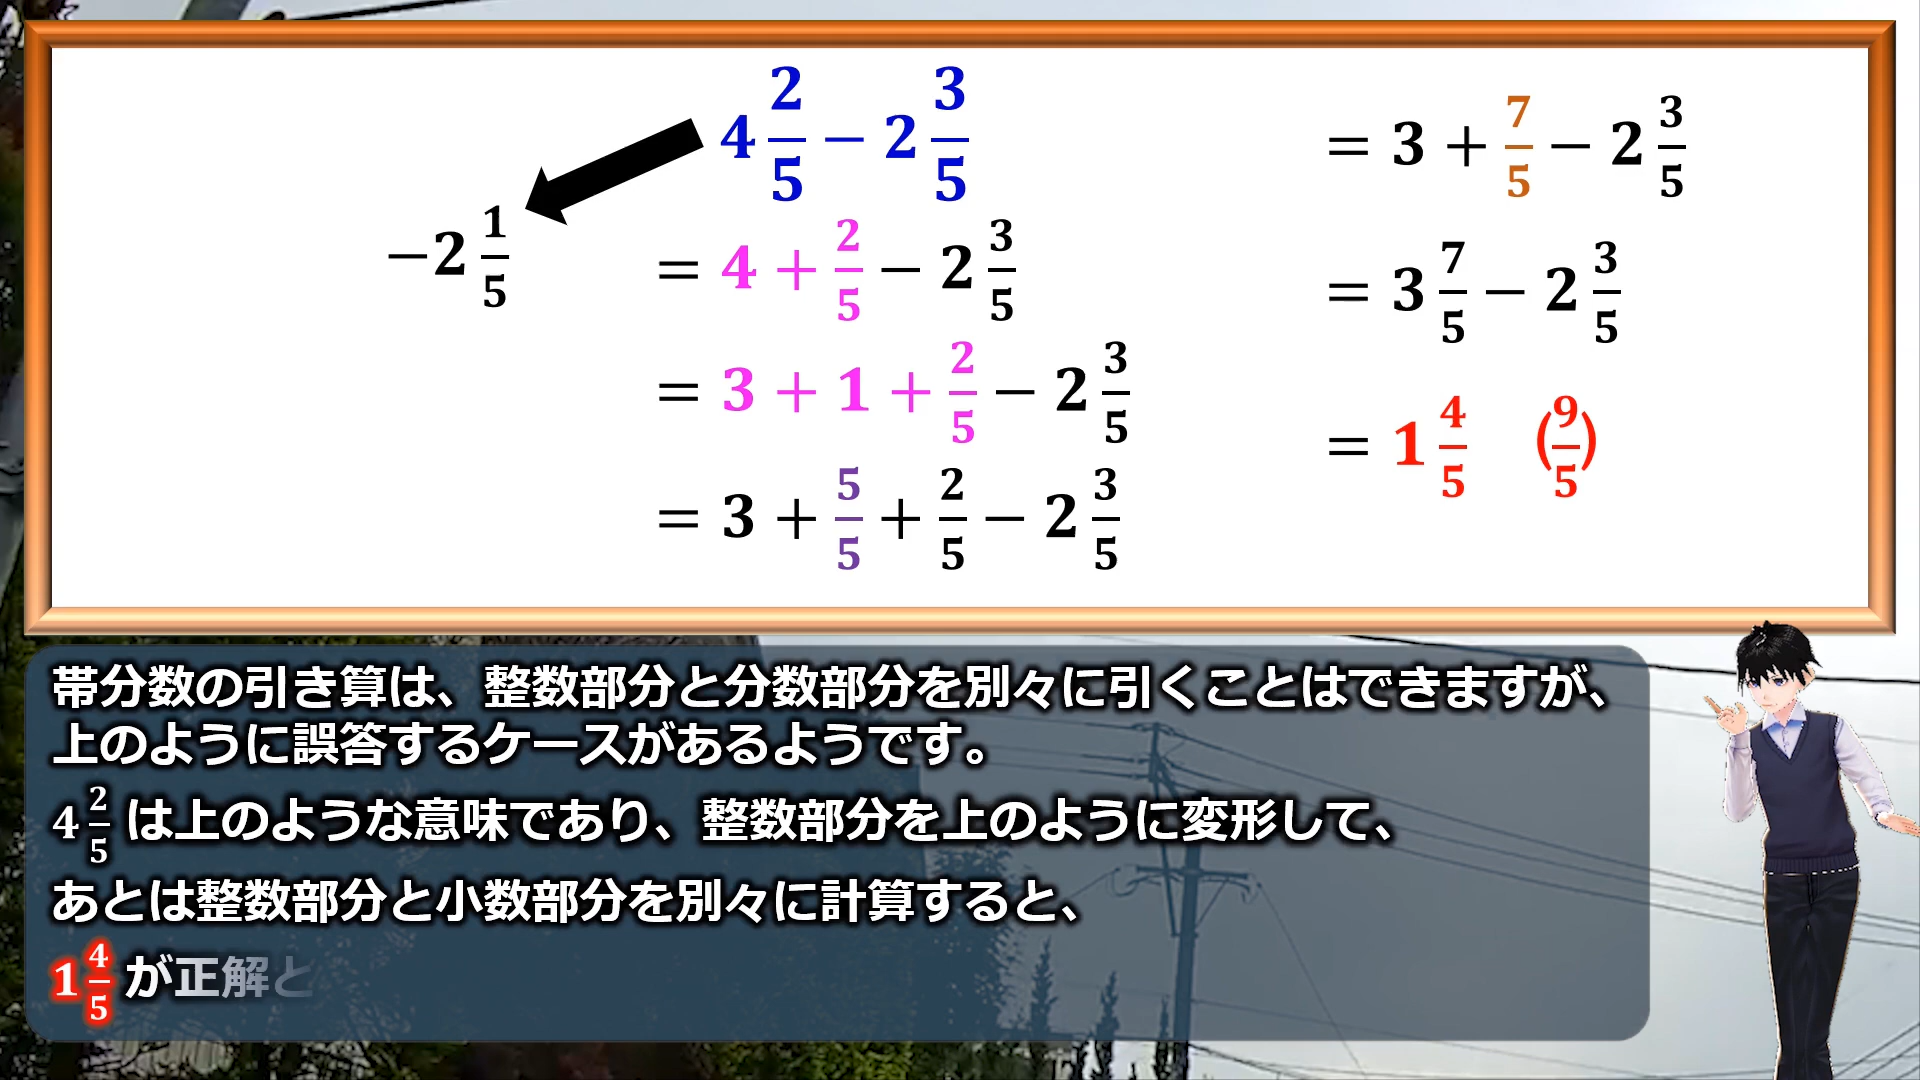 4 2/5 − 2 3/5
−2 1/5
= 4 + 2/5 − 2 3/5
= 3 + 1 + 2/5 − 2 3/5
= 3 + 5/5 + 2/5 − 2 3/5
= 3 + 7/5 − 2 3/5
= 3 7/5 − 2 3/5
= 1 4/5 (9/5)
帯分数の引き算は、整数部分と分数部分を別々に引くことはできますが、
上のように誤答するケースがあるようです。
4 2/5 は上のような意味であり、整数部分を上のように変形して、
あとは整数部分と小数部分を別々に計算すると、
1 4/5 が正解と